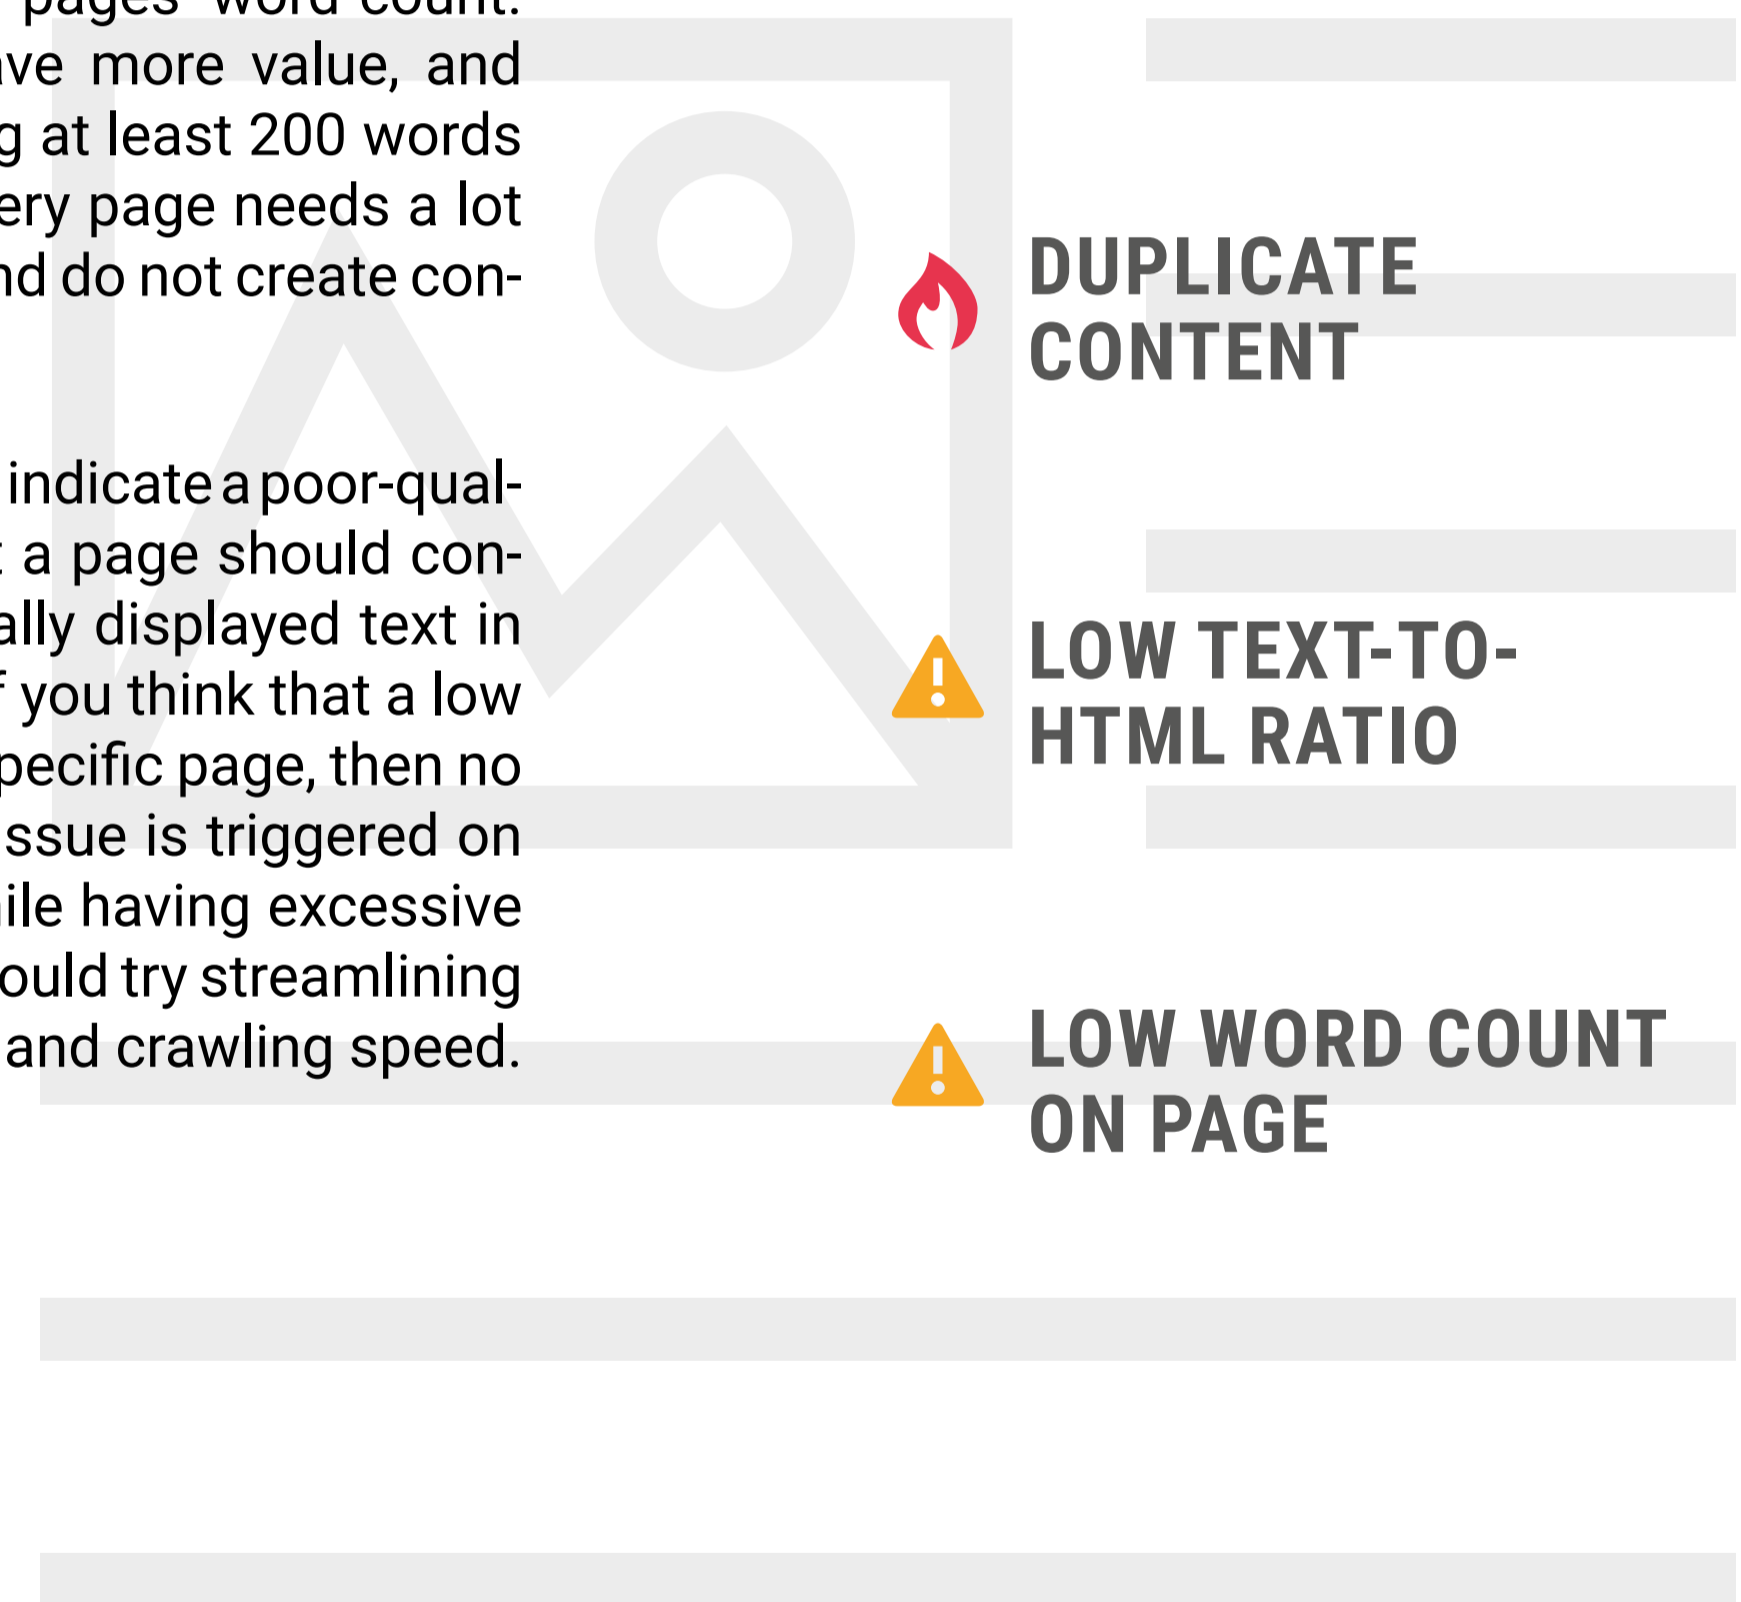 pages' word count.
ve more value, and
g at least 200 words
ery page needs a lot
nd do not create con-
indicate a poor-qual-
t a page should con-
ally displayed text in
f you think that a low
pecific page, then no
ssue is triggered on
ile having excessive
ould try streamlining
and crawling speed.
DUPLICATE
CONTENT
LOW TEXT-TO-
HTML RATIO
LOW WORD COUNT
ON PAGE